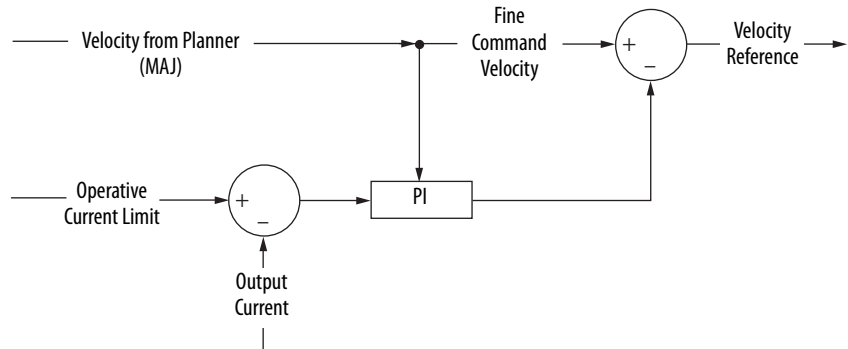 Velocity from Planner
(MAJ)
Fine
Command
Velocity
+
−
Velocity
Reference
Operative
Current Limit
+
−
PI
Output
Current